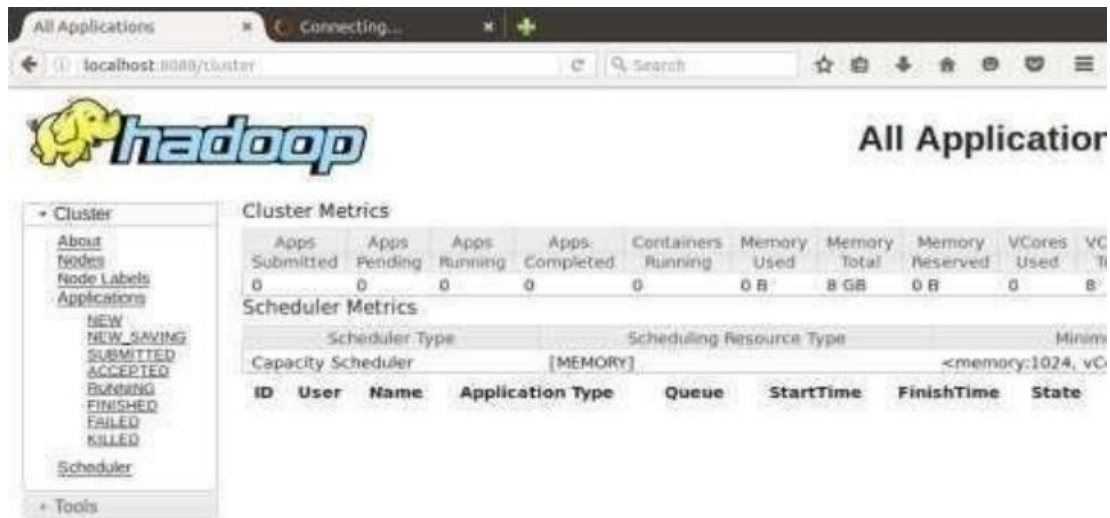 All Applications
Connecting...
localhost:8088/cluster
Search
hadoop
All Application
Cluster
About
Nodes
Node Labels
Applications
NEW
NEW_SAVING
SUBMITTED
ACCEPTED
RUNNING
FINISHED
FAILED
KILLED
Scheduler
Tools
Cluster Metrics
Apps Submitted Apps Pending Apps Running Apps Completed Containers Running Memory Used Memory Total Memory Reserved VCores Used
0 0 0 0 0 0 B 8 GB 0 B 0 8
Scheduler Metrics
Scheduler Type Scheduling Resource Type
Capacity Scheduler [MEMORY] <memory:1024,
ID User Name Application Type Queue StartTime FinishTime State